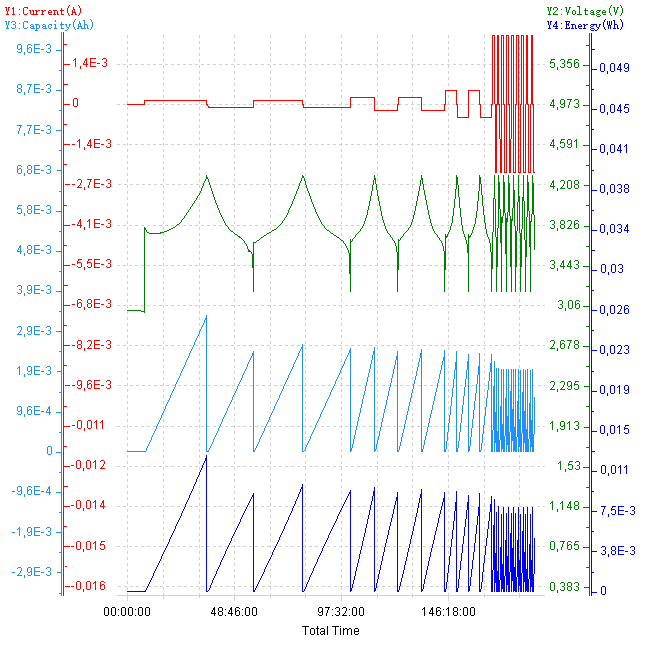 Y1:Current(A) Y2:Voltage(V)
Y3:Capacity(Ah) Y4:Energy(Wh)
9,6E-3 1,4E-3 5,356 0,049
8,7E-3 0 4,973 0,045
7,7E-3 -1,4E-3 4,591 0,041
6,8E-3 -2,7E-3 4,208 0,038
5,8E-3 -4,1E-3 3,826 0,034
4,8E-3 -5,5E-3 3,443 0,03
3,9E-3 -6,8E-3 3,06 0,026
2,9E-3 -8,2E-3 2,678 0,023
1,9E-3 -9,6E-3 2,295 0,019
9,6E-4 -0,011 1,913 0,015
0 -0,012 1,53 0,011
-9,6E-4 -0,014 1,148 7,5E-3
-1,9E-3 -0,015 0,765 3,8E-3
-2,9E-3 -0,016 0,383 0
00:00:00 48:46:00 97:32:00 146:18:00
Total Time